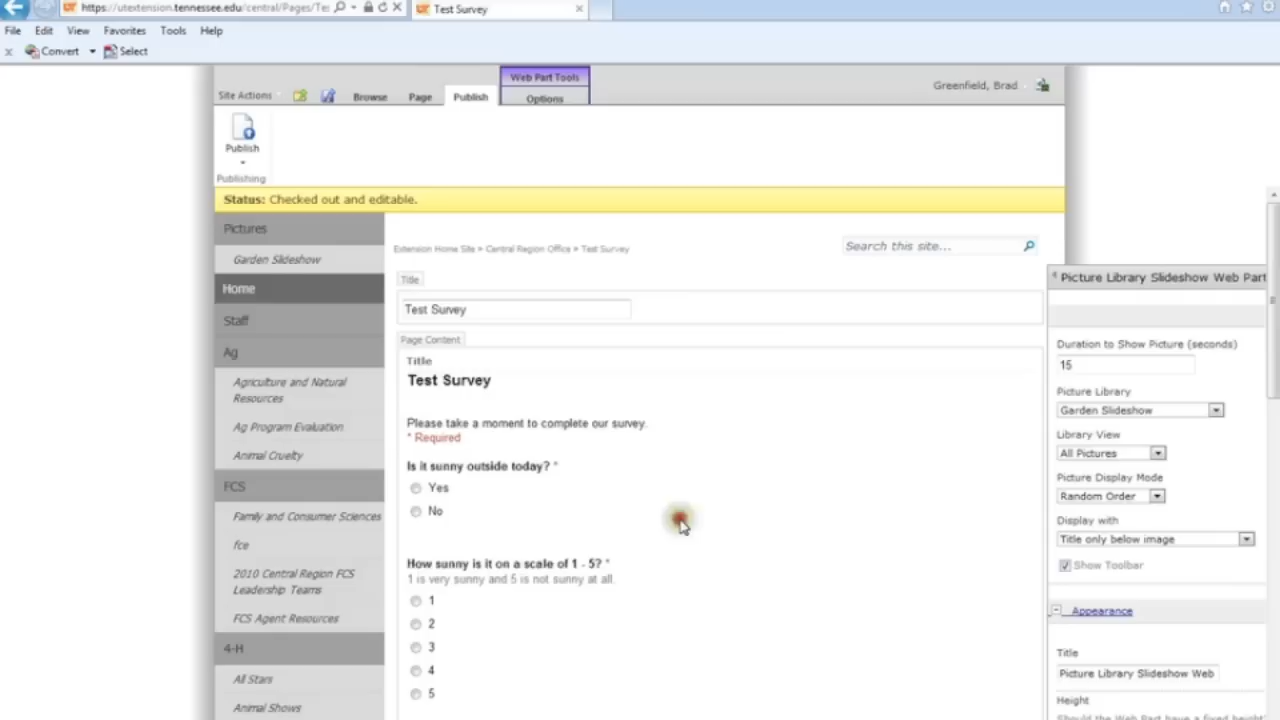 https://utextension.tennessee.edu/central/Pages/Tes
Test Survey
File Edit View Favorites Tools Help
x Convert Select
Web Part Tools
Site Actions Browse Page Publish Options
Greenfield, Brad
Publish
Publishing
Status: Checked out and editable.
Pictures
Garden Slideshow
Home
Staff
Ag
Agriculture and Natural
Resources
Ag Program Evaluation
Animal Cruelty
FCS
Family and Consumer Sciences
fce
2010 Central Region FCS
Leadership Teams
FCS Agent Resources
4-H
All Stars
Animal Shows
Extension Home Site > Central Region Office > Test Survey
Search this site...
Title
Test Survey
Page Content
Title
Test Survey
Please take a moment to complete our survey.
* Required
Is it sunny outside today? *
Yes
No
How sunny is it on a scale of 1 - 5? *
1 is very sunny and 5 is not sunny at all.
1
2
3
4
5
Picture Library Slideshow Web Part
Duration to Show Picture (seconds)
15
Picture Library
Garden Slideshow
Library View
All Pictures
Picture Display Mode
Random Order
Display with
Title only below image
Show Toolbar
Appearance
Title
Picture Library Slideshow Web
Height
Should the Web Part have a fixed height